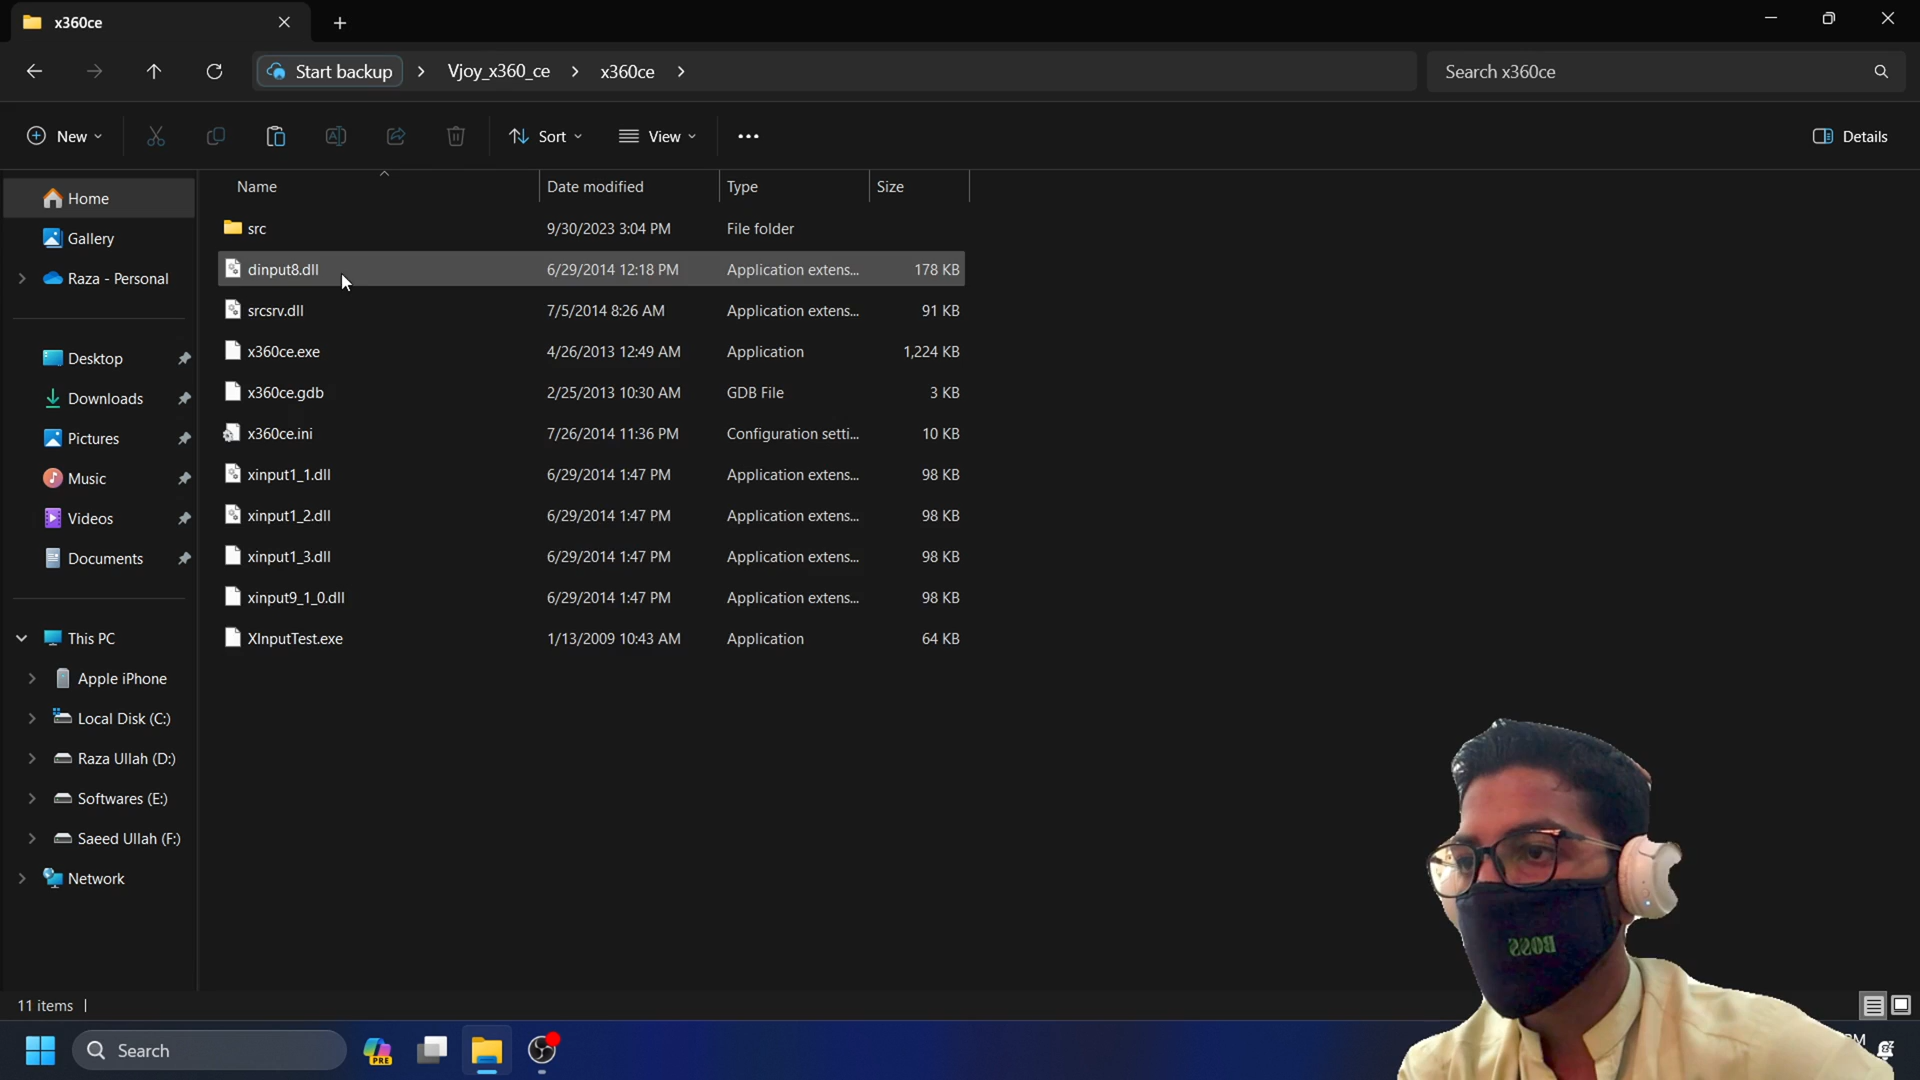 x360ce
Start backup Vjoy_x360_ce x360ce Search x360ce
New Sort View Details
Name Date modified Type Size
Home
Gallery
Raza - Personal
Desktop
Downloads
Pictures
Music
Videos
Documents
This PC
Apple iPhone
Local Disk (C:)
Raza Ullah (D:)
Softwares (E:)
Saeed Ullah (F:)
Network
src 9/30/2023 3:04 PM File folder
dinput8.dll 6/29/2014 12:18 PM Application extens... 178 KB
srcsrv.dll 7/5/2014 8:26 AM Application extens... 91 KB
x360ce.exe 4/26/2013 12:49 AM Application 1,224 KB
x360ce.gdb 2/25/2013 10:30 AM GDB File 3 KB
x360ce.ini 7/26/2014 11:36 PM Configuration setti... 10 KB
xinput1_1.dll 6/29/2014 1:47 PM Application extens... 98 KB
xinput1_2.dll 6/29/2014 1:47 PM Application extens... 98 KB
xinput1_3.dll 6/29/2014 1:47 PM Application extens... 98 KB
xinput9_1_0.dll 6/29/2014 1:47 PM Application extens... 98 KB
XInputTest.exe 1/13/2009 10:43 AM Application 64 KB
BOSS
11 items
Search PRE